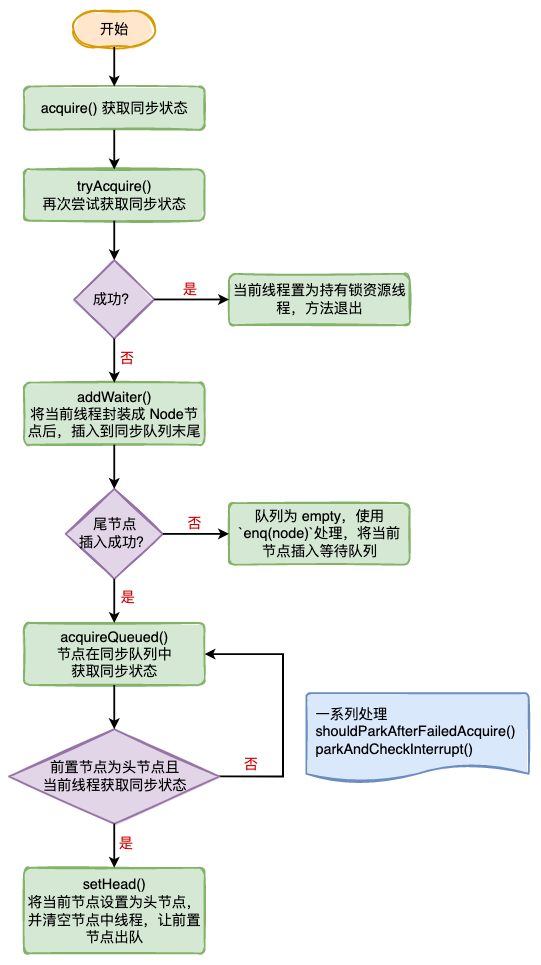 开始
acquire() 获取同步状态
tryAcquire()
再次尝试获取同步状态
成功?
是
当前线程置为持有锁资源线
程，方法退出
否
addWaiter()
将当前线程封装成 Node节
点后，插入到同步队列末尾
尾节点
插入成功?
否
队列为 empty，使用
`enq(node)`处理，将当前
节点插入等待队列
是
acquireQueued()
节点在同步队列中
获取同步状态
一系列处理
shouldParkAfterFailedAcquire()
parkAndCheckInterrupt()
前置节点为头节点且
当前线程获取同步状态
否
是
setHead()
将当前节点设置为头节点，
并清空节点中线程，让前置
节点出队